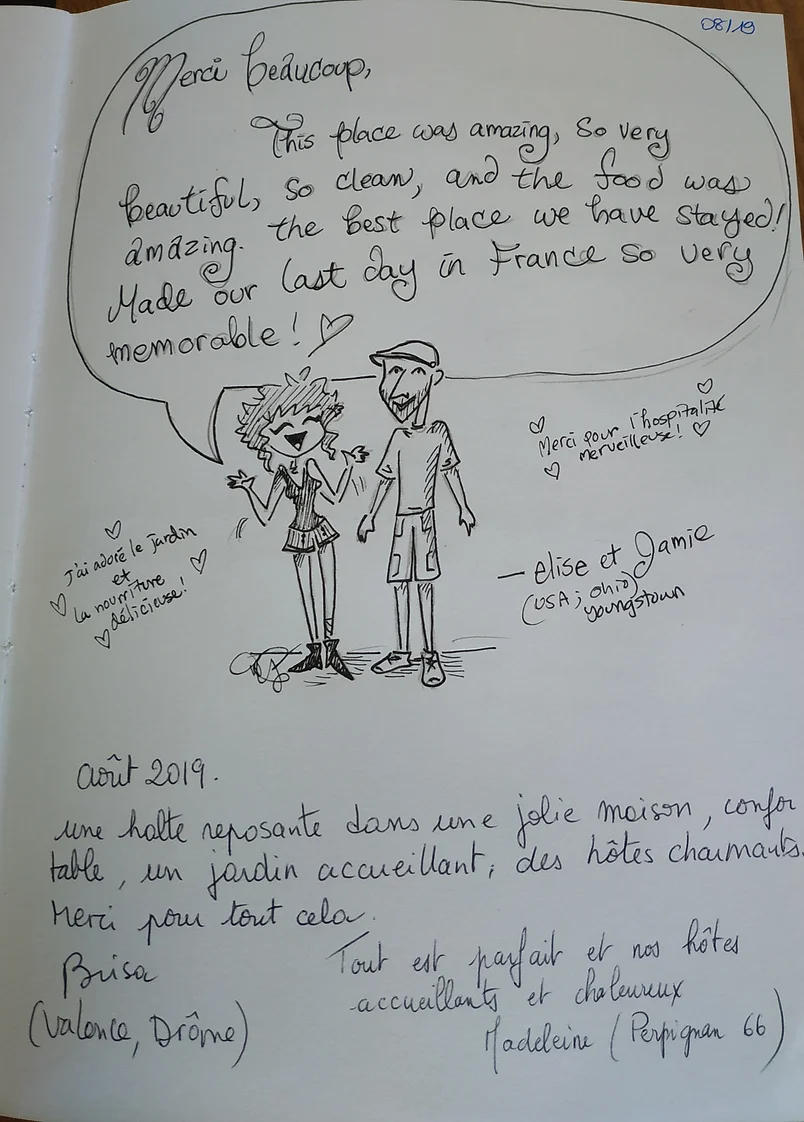 08/19
Merci beaucoup,
This place was amazing, so very
beautiful, so clean, and the food was
amazing. the best place we have stayed!
Made our last day in France so very
memorable!
Merci pour l'hospitalité
merveilleuse!
J'ai adoré le jardin
et
la nourriture
délicieuse!
— elise et Jamie
(USA; ohio)
youngstown
août 2019.
une halte reposante dans une jolie maison, confor
table, un jardin accueillant, des hôtes charmants.
Merci pour tout cela.
Brisa
(Valence, Drôme)
Tout est parfait et nos hôtes
accueillants et chaleureux
Madeleine (Perpignan 66)